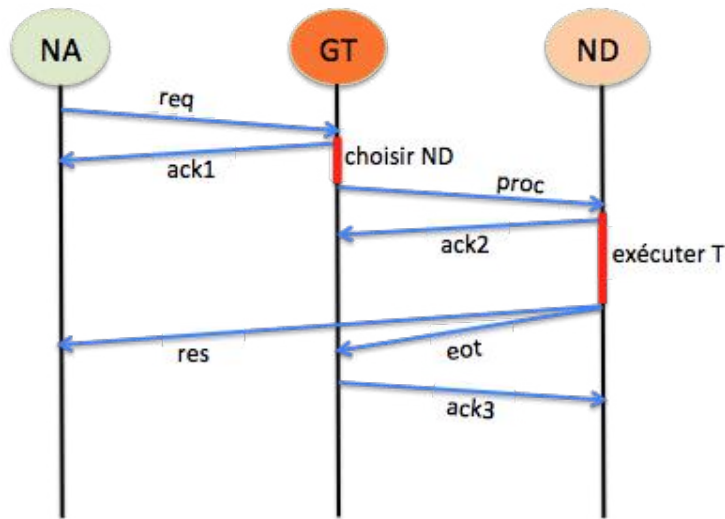 NA
GT
ND
req
ack1
choisir ND
proc
ack2
exécuter T
res
eot
ack3